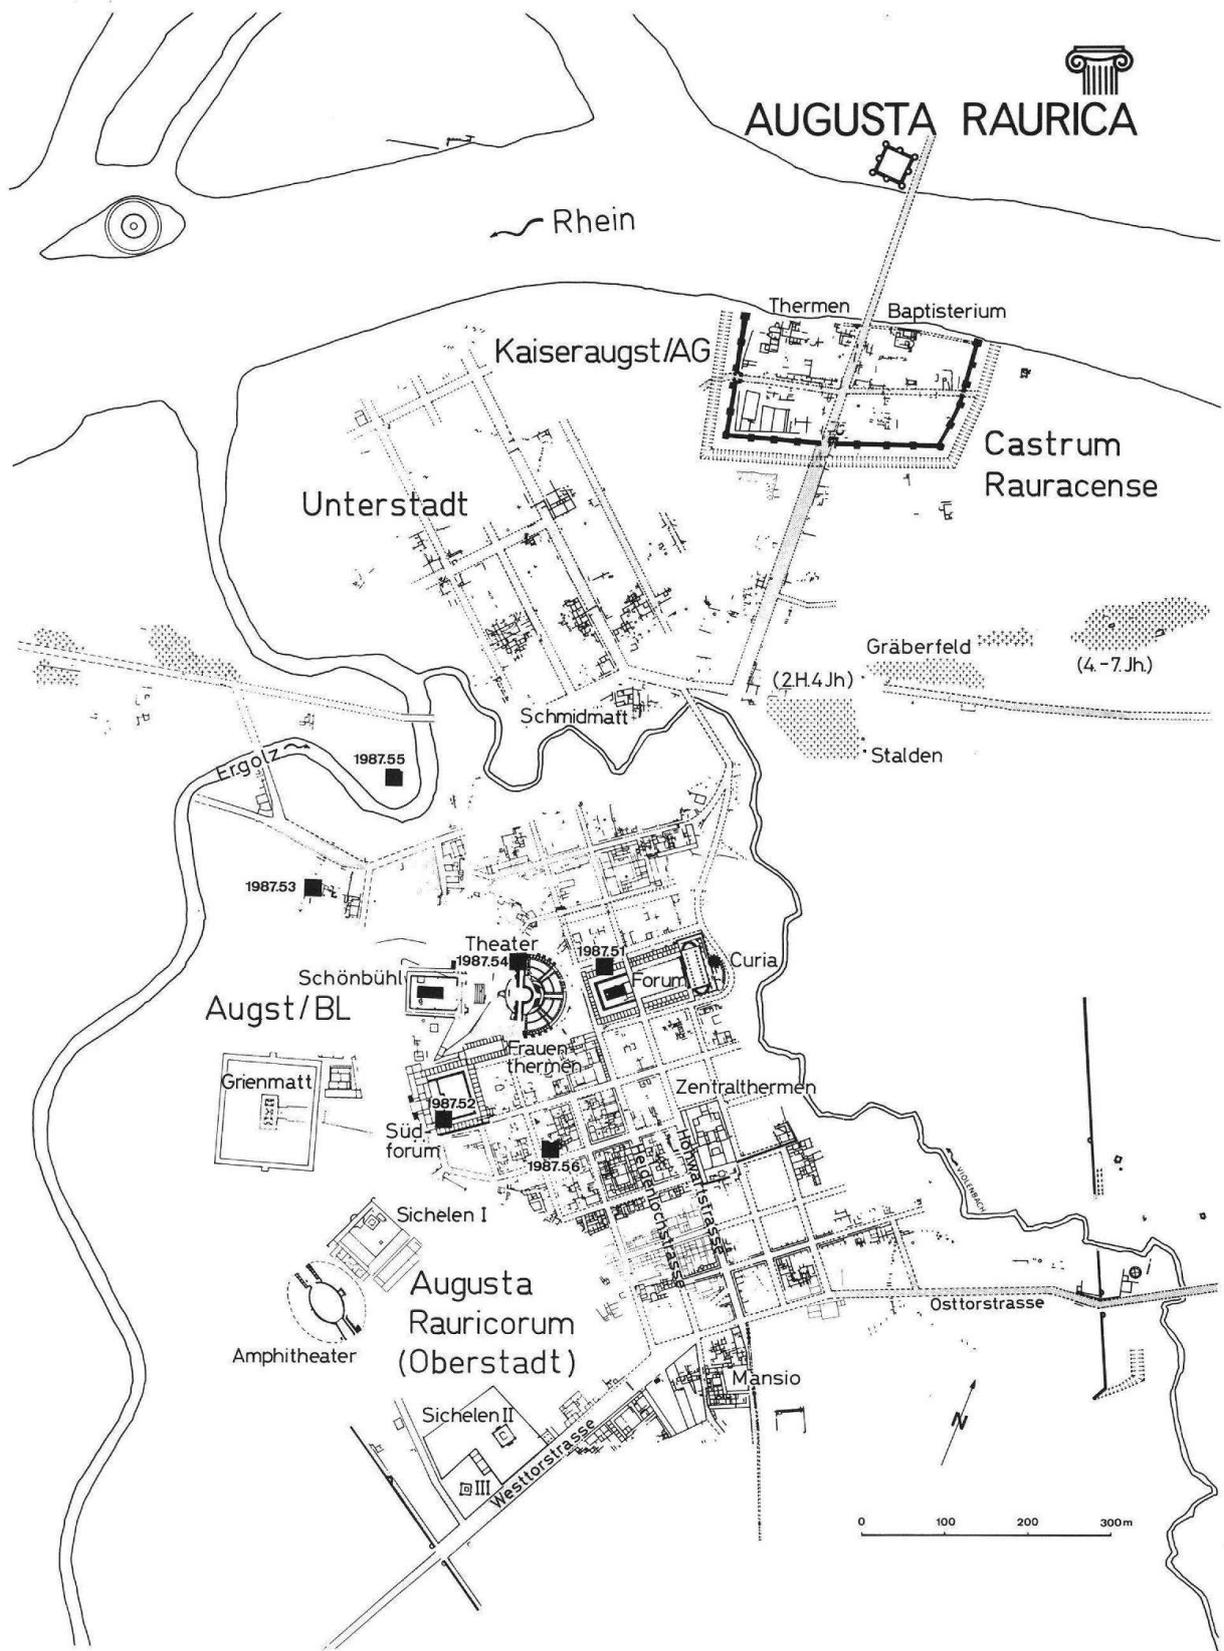 AUGUSTA RAURICA
Rhein
Thermen
Baptisterium
Kaiseraugst/AG
Castrum
Rauracense
Unterstadt
Gräberfeld
(4.-7.Jh.)
(2.H.4Jh)
Schmidmatt
Stalden
Ergolz
1987.55
1987.53
Theater
1987.54
1987.51
Curia
Schönbühl
Forum
Augst/BL
Frauen-
thermen
Grienmatt
Zentralthermen
1987.52
Süd-
forum
1987.56
Hohwartstrasse
Heidenlochstrasse
VIOLENBACH
Sichelen I
Augusta
Rauricorum
(Oberstadt)
Osttorstrasse
Amphitheater
Mansio
Sichelen II
N
III
Westtorstrasse
0 100 200 300m